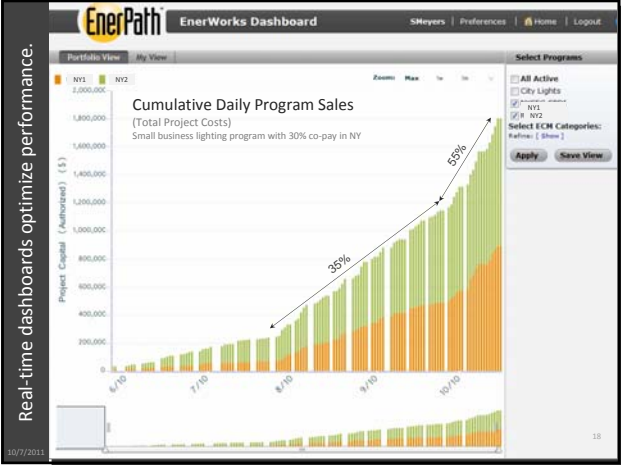 Real-time dashboards optimize performance.
10/7/2011
EnerPath
EnerWorks Dashboard
SMeyers | Preferences | Home | Logout
Portfolio View
My View
NY1
NY2
Zoom: Max 1w 1m
Cumulative Daily Program Sales
(Total Project Costs)
Small business lighting program with 30% co-pay in NY
Project Capital (Authorized) ($)
2,000,000
1,800,000
1,600,000
1,400,000
1,200,000
1,000,000
800,000
600,000
400,000
200,000
0
35%
55%
6/10
7/10
8/10
9/10
10/10
Select Programs
All Active
City Lights
NY1
NY2
Select ECM Categories:
Refine: [ Show ]
Apply
Save View
18